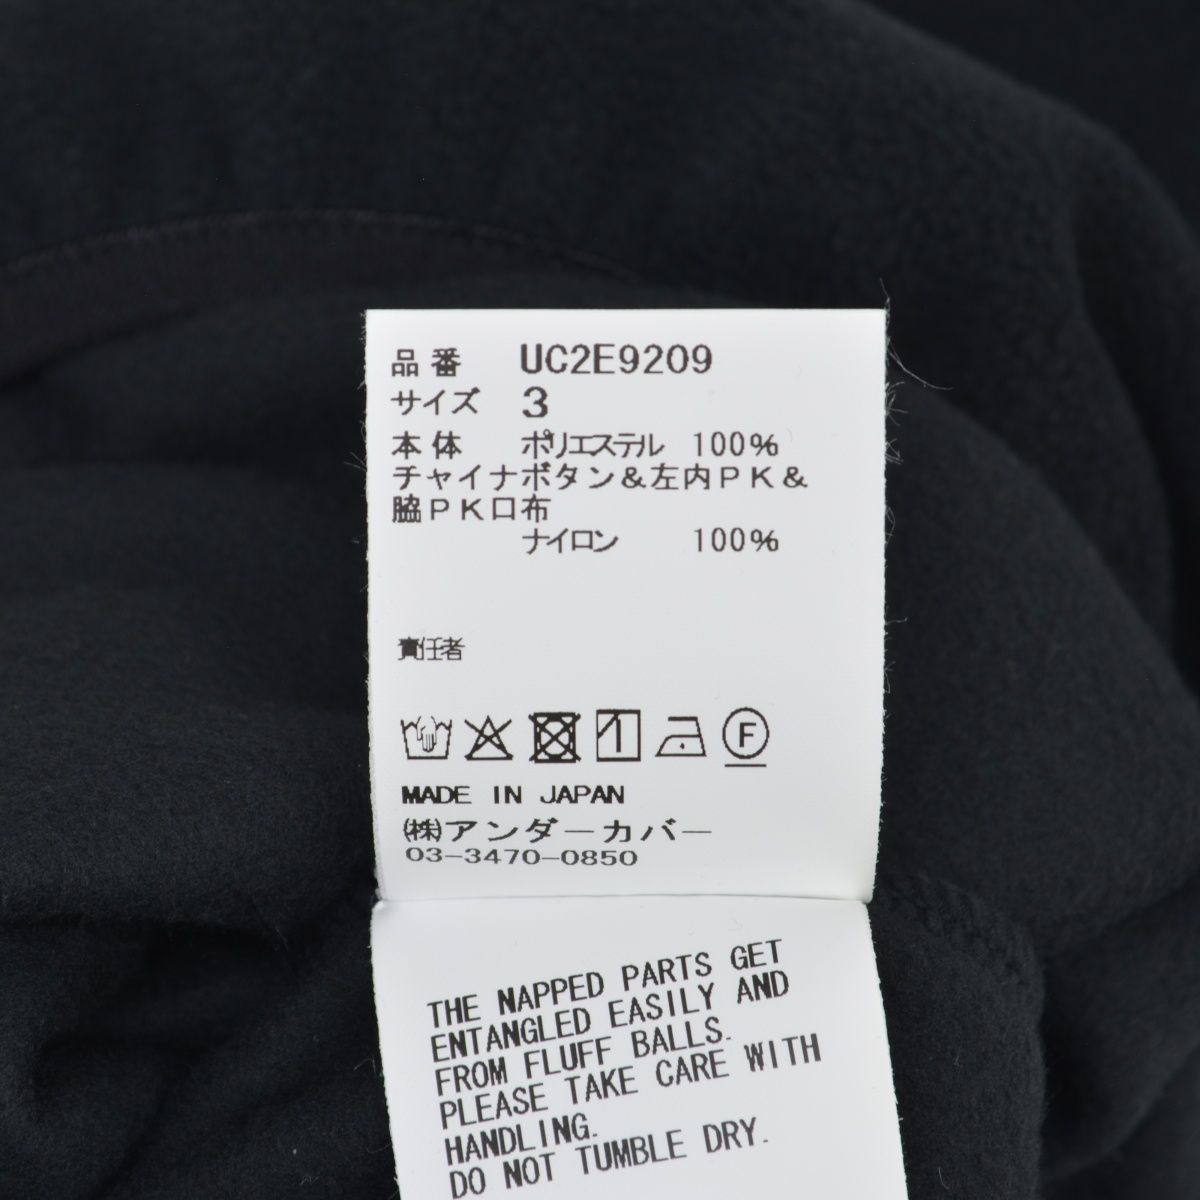 品番 UC2E9209
サイズ 3
本体 ポリエステル 100%
チャイナボタン&左内PK&
脇PK口布
ナイロン 100%
責任者
F
MADE IN JAPAN
㈱アンダーカバー
03-3470-0850
THE NAPPED PARTS GET
ENTANGLED EASILY AND
FROM FLUFF BALLS.
PLEASE TAKE CARE WITH
HANDLING.
DO NOT TUMBLE DRY.